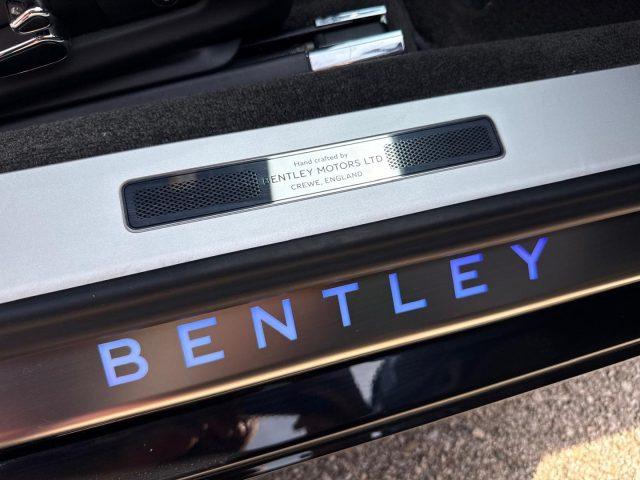 Hand crafted by
BENTLEY MOTORS LTD
CREWE, ENGLAND
BENTLEY